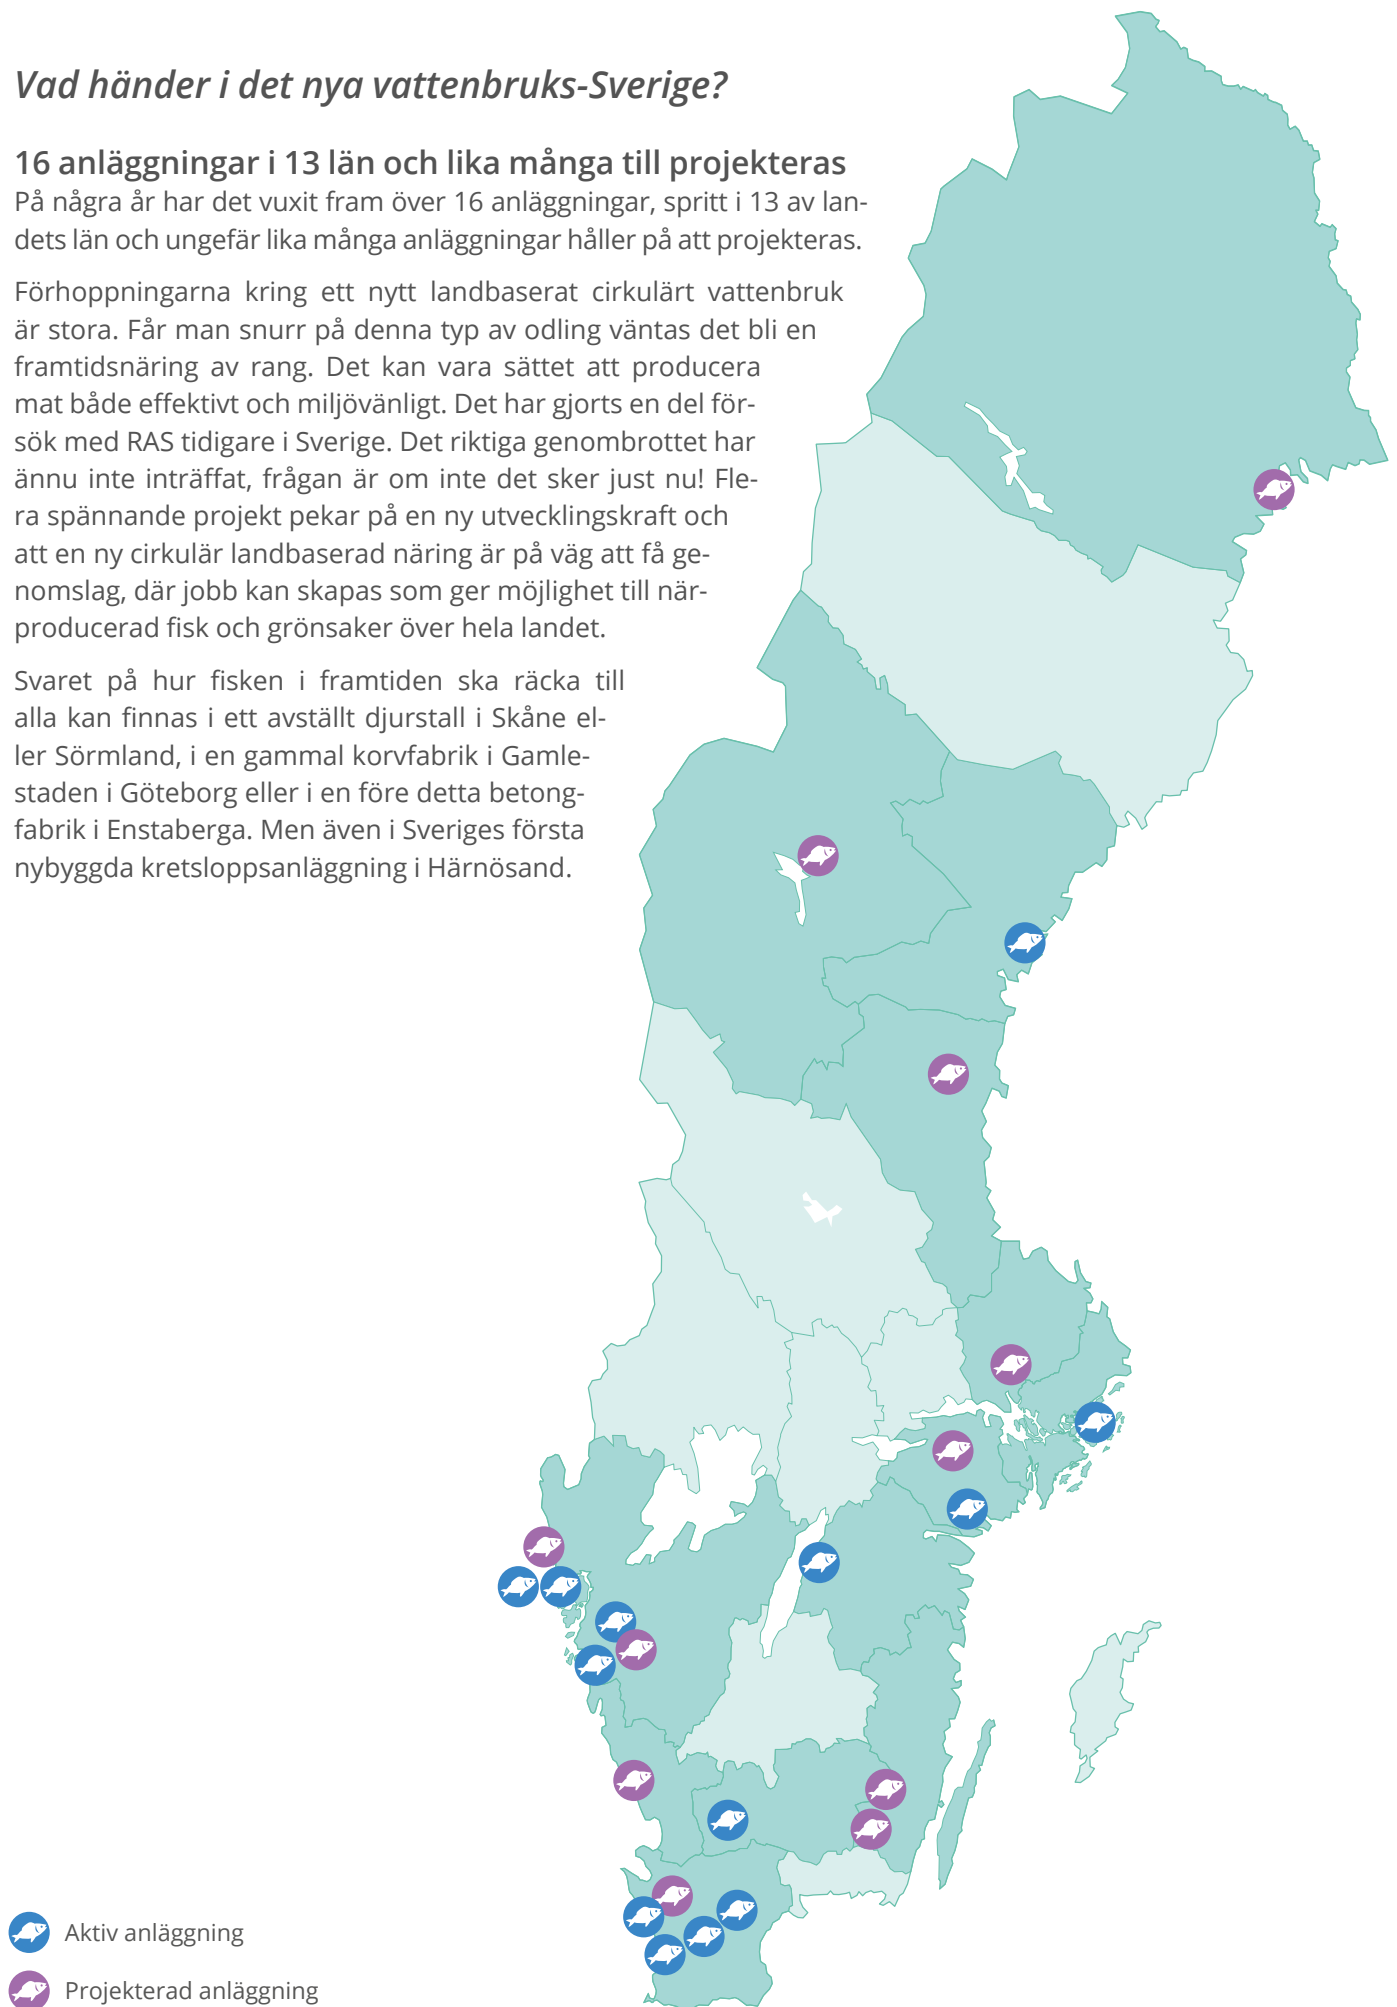 Vad händer i det nya vattenbruks-Sverige?
16 anläggningar i 13 län och lika många till projekteras
På några år har det vuxit fram över 16 anläggningar, spritt i 13 av lan-
dets län och ungefär lika många anläggningar håller på att projekteras.
Förhoppningarna kring ett nytt landbaserat cirkulärt vattenbruk
är stora. Får man snurr på denna typ av odling väntas det bli en
framtidsnäring av rang. Det kan vara sättet att producera
mat både effektivt och miljövänligt. Det har gjorts en del för-
sök med RAS tidigare i Sverige. Det riktiga genombrottet har
ännu inte inträffat, frågan är om inte det sker just nu! Fle-
ra spännande projekt pekar på en ny utvecklingskraft och
att en ny cirkulär landbaserad näring är på väg att få ge-
nomslag, där jobb kan skapas som ger möjlighet till när-
producerad fisk och grönsaker över hela landet.
Svaret på hur fisken i framtiden ska räcka till
alla kan finnas i ett avställt djurstall i Skåne el-
ler Sörmland, i en gammal korvfabrik i Gamle-
staden i Göteborg eller i en före detta betong-
fabrik i Enstaberga. Men även i Sveriges första
nybyggda kretsloppsanläggning i Härnösand.
Aktiv anläggning
Projekterad anläggning